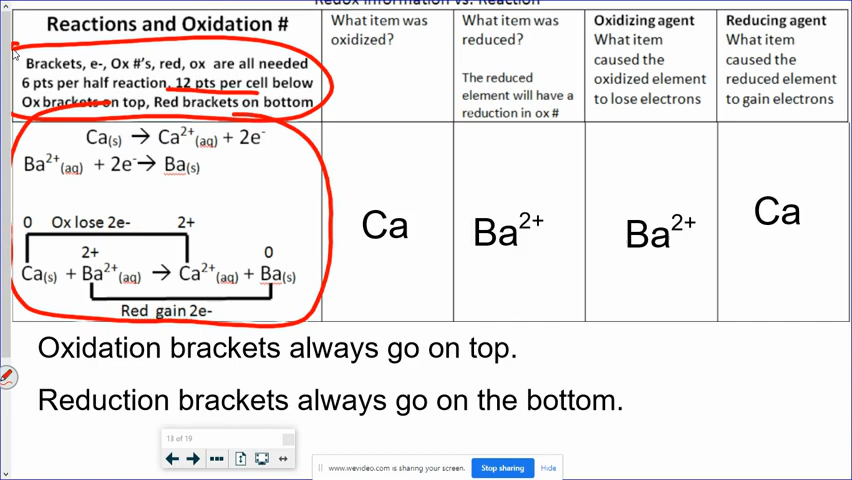 Redox Information vs. Reaction
Reactions and Oxidation #
Brackets, e-, Ox #'s, red, ox are all needed
6 pts per half reaction, 12 pts per cell below
Ox brackets on top, Red brackets on bottom
What item was
oxidized?
What item was
reduced?
The reduced
element will have a
reduction in ox #
Oxidizing agent
What item
caused the
oxidized element
to lose electrons
Reducing agent
What item
caused the
reduced element
to gain electrons
Ca(s) → Ca²⁺(aq) + 2e⁻
Ba²⁺(aq) + 2e⁻→ Ba(s)
0 Ox lose 2e- 2+
2+ 0
Ca(s) + Ba²⁺(aq) → Ca²⁺(aq) + Ba(s)
Red gain 2e-
Ca
Ba²⁺
Ba²⁺
Ca
Oxidation brackets always go on top.
Reduction brackets always go on the bottom.
18 of 19
www.wevideo.com is sharing your screen.
Stop sharing
Hide